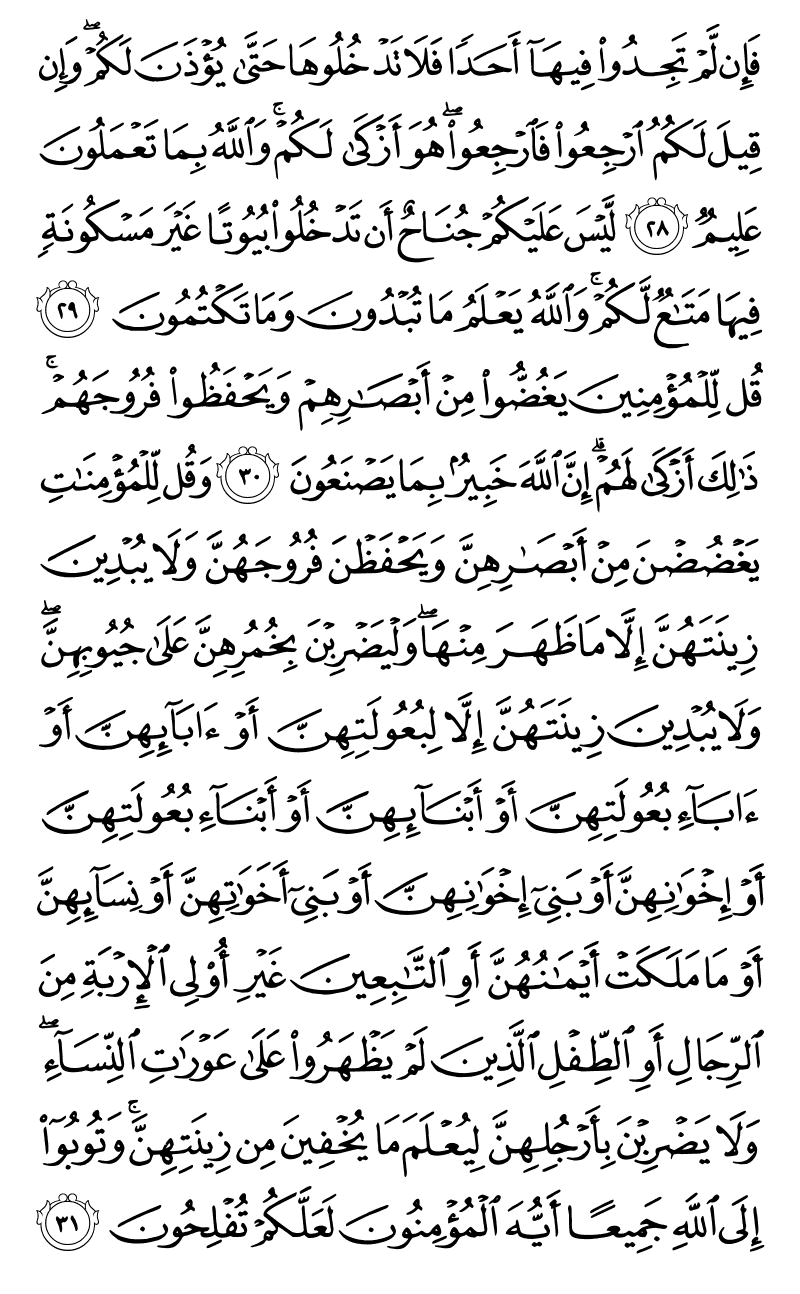 فَإِن لَّمْ تَجِدُوا۟ فِيهَآ أَحَدًا فَلَا تَدْخُلُوهَا حَتَّىٰ يُؤْذَنَ لَكُمْ ۖ وَإِن
قِيلَ لَكُمُ ٱرْجِعُوا۟ فَٱرْجِعُوا۟ ۖ هُوَ أَزْكَىٰ لَكُمْ ۚ وَٱللَّهُ بِمَا تَعْمَلُونَ
عَلِيمٌ ﴿٢٨﴾ لَّيْسَ عَلَيْكُمْ جُنَاحٌ أَن تَدْخُلُوا۟ بُيُوتًا غَيْرَ مَسْكُونَةٍ
فِيهَا مَتَـٰعٌ لَّكُمْ ۚ وَٱللَّهُ يَعْلَمُ مَا تُبْدُونَ وَمَا تَكْتُمُونَ ﴿٢٩﴾
قُل لِّلْمُؤْمِنِينَ يَغُضُّوا۟ مِنْ أَبْصَـٰرِهِمْ وَيَحْفَظُوا۟ فُرُوجَهُمْ ۚ
ذَٰلِكَ أَزْكَىٰ لَهُمْ ۗ إِنَّ ٱللَّهَ خَبِيرٌۢ بِمَا يَصْنَعُونَ ﴿٣٠﴾ وَقُل لِّلْمُؤْمِنَـٰتِ
يَغْضُضْنَ مِنْ أَبْصَـٰرِهِنَّ وَيَحْفَظْنَ فُرُوجَهُنَّ وَلَا يُبْدِينَ
زِينَتَهُنَّ إِلَّا مَا ظَهَرَ مِنْهَا ۖ وَلْيَضْرِبْنَ بِخُمُرِهِنَّ عَلَىٰ جُيُوبِهِنَّ ۖ
وَلَا يُبْدِينَ زِينَتَهُنَّ إِلَّا لِبُعُولَتِهِنَّ أَوْ ءَابَآئِهِنَّ أَوْ
ءَابَآءِ بُعُولَتِهِنَّ أَوْ أَبْنَآئِهِنَّ أَوْ أَبْنَآءِ بُعُولَتِهِنَّ
أَوْ إِخْوَٰنِهِنَّ أَوْ بَنِىٓ إِخْوَٰنِهِنَّ أَوْ بَنِىٓ أَخَوَٰتِهِنَّ أَوْ نِسَآئِهِنَّ
أَوْ مَا مَلَكَتْ أَيْمَـٰنُهُنَّ أَوِ ٱلتَّـٰبِعِينَ غَيْرِ أُو۟لِى ٱلْإِرْبَةِ مِنَ
ٱلرِّجَالِ أَوِ ٱلطِّفْلِ ٱلَّذِينَ لَمْ يَظْهَرُوا۟ عَلَىٰ عَوْرَٰتِ ٱلنِّسَآءِ ۖ
وَلَا يَضْرِبْنَ بِأَرْجُلِهِنَّ لِيُعْلَمَ مَا يُخْفِينَ مِن زِينَتِهِنَّ ۚ وَتُوبُوٓا۟
إِلَى ٱللَّهِ جَمِيعًا أَيُّهَ ٱلْمُؤْمِنُونَ لَعَلَّكُمْ تُفْلِحُونَ ﴿٣١﴾